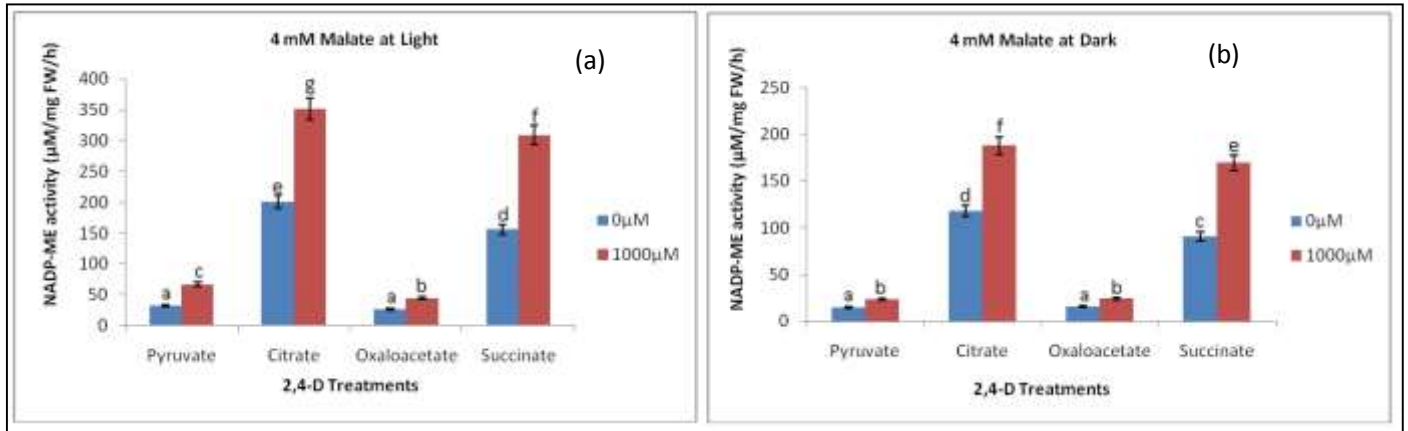 4 mM Malate at Light
(a)
NADP-ME activity (µM/mg FW/h)
400
350
300
250
200
150
100
50
0
a
c
e
g
a
b
d
f
Pyruvate
Citrate
Oxaloacetate
Succinate
2,4-D Treatments
0µM
1000µM
4 mM Malate at Dark
(b)
NADP-ME activity (µM/mg FW/h)
250
200
150
100
50
0
a
b
d
f
a
b
c
e
Pyruvate
Citrate
Oxaloacetate
Succinate
2,4-D Treatments
0µM
1000µM